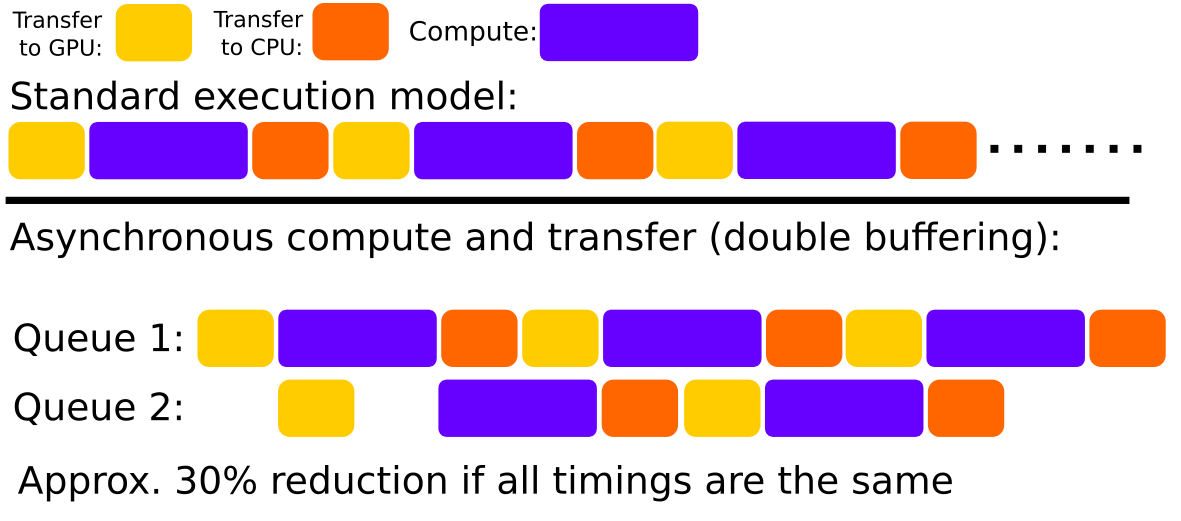 Transfer to GPU:
Transfer to CPU:
Compute:
Standard execution model:
Asynchronous compute and transfer (double buffering):
Queue 1:
Queue 2:
Approx. 30% reduction if all timings are the same